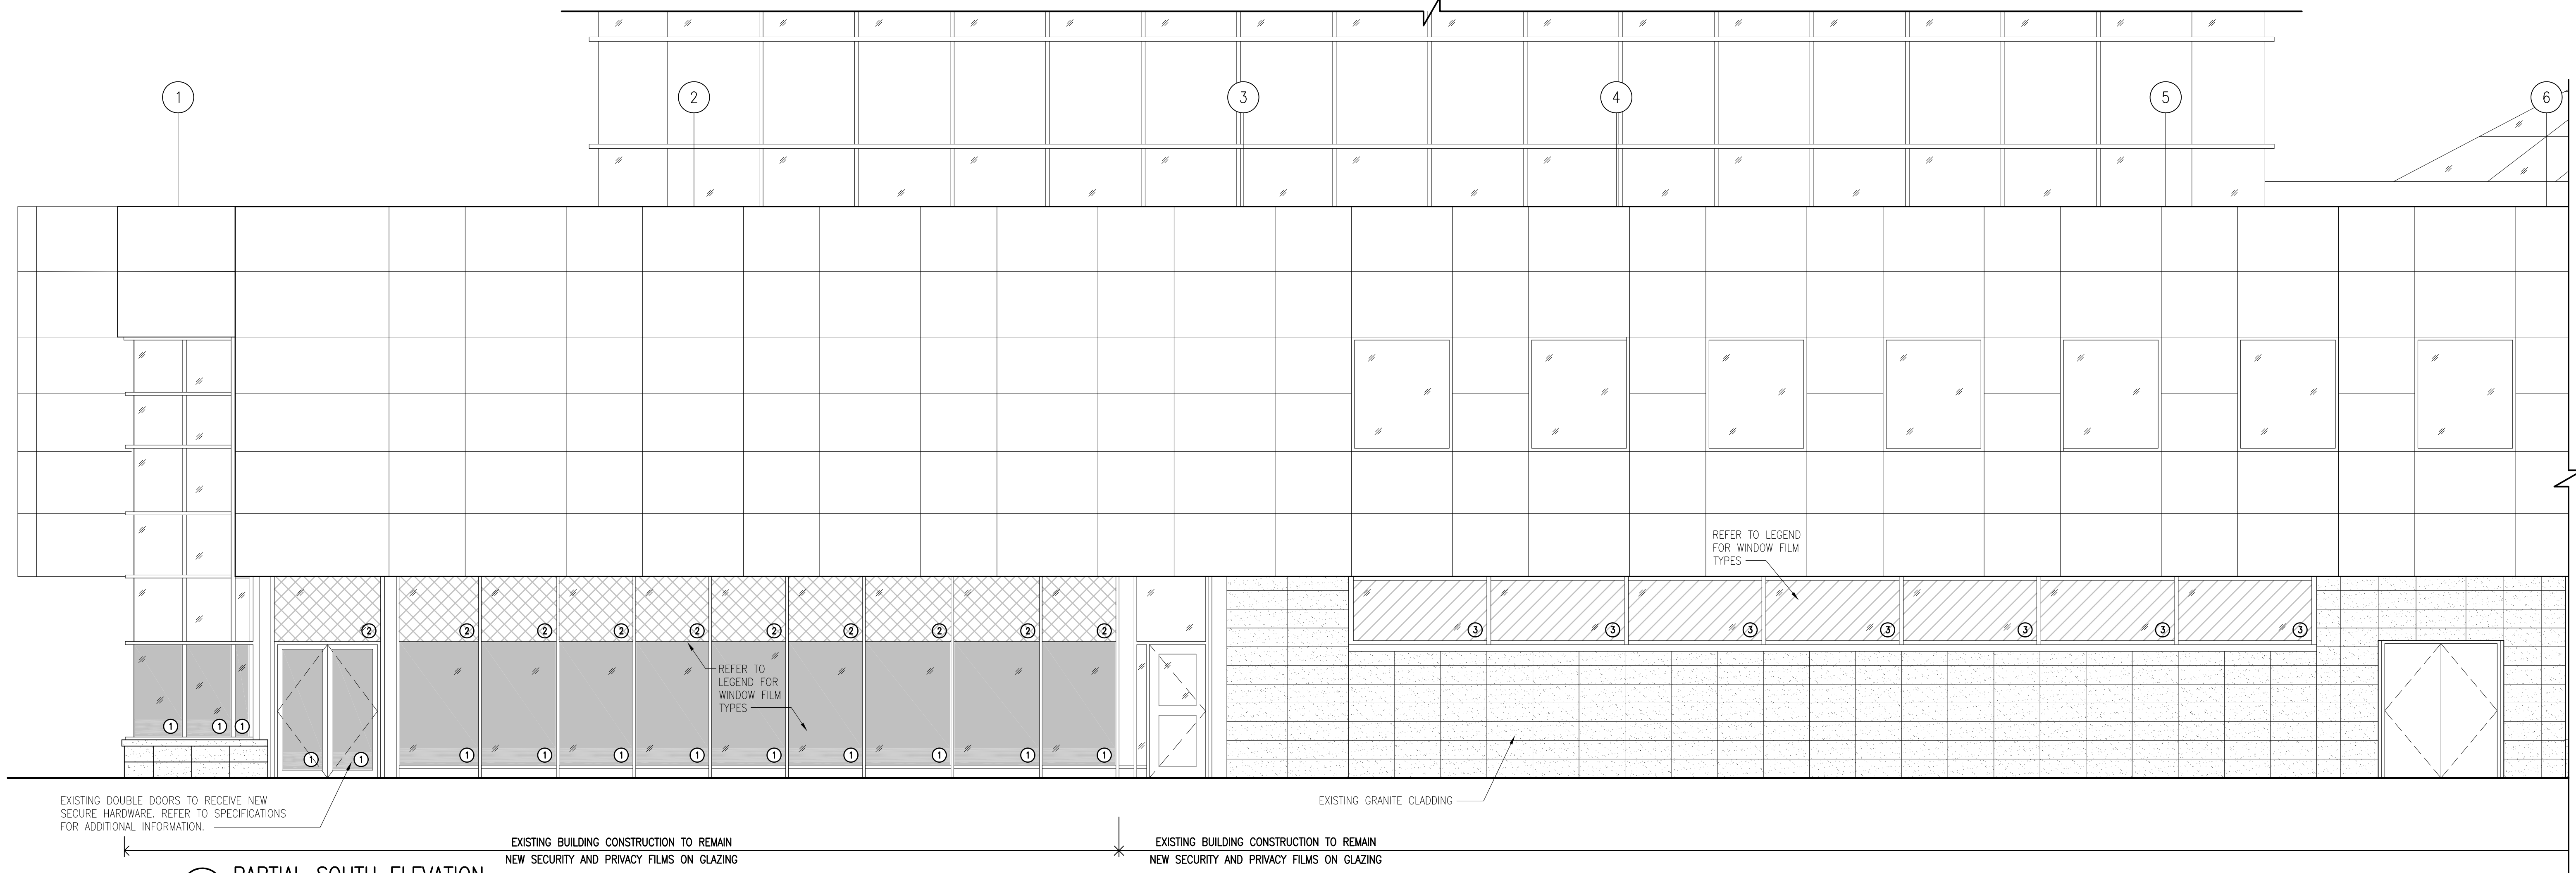 1
2
3
4
5
6
REFER TO LEGEND
FOR WINDOW FILM
TYPES
2
2
2
2
2
2
2
2
2
2
3
3
3
3
3
3
3
REFER TO
LEGEND FOR
WINDOW FILM
TYPES
1
1
1
1
1
1
1
1
1
1
1
1
1
1
EXISTING DOUBLE DOORS TO RECEIVE NEW
SECURE HARDWARE. REFER TO SPECIFICATIONS
FOR ADDITIONAL INFORMATION.
EXISTING GRANITE CLADDING
EXISTING BUILDING CONSTRUCTION TO REMAIN
NEW SECURITY AND PRIVACY FILMS ON GLAZING
EXISTING BUILDING CONSTRUCTION TO REMAIN
NEW SECURITY AND PRIVACY FILMS ON GLAZING
PARTIAL SOUTH ELEVATION